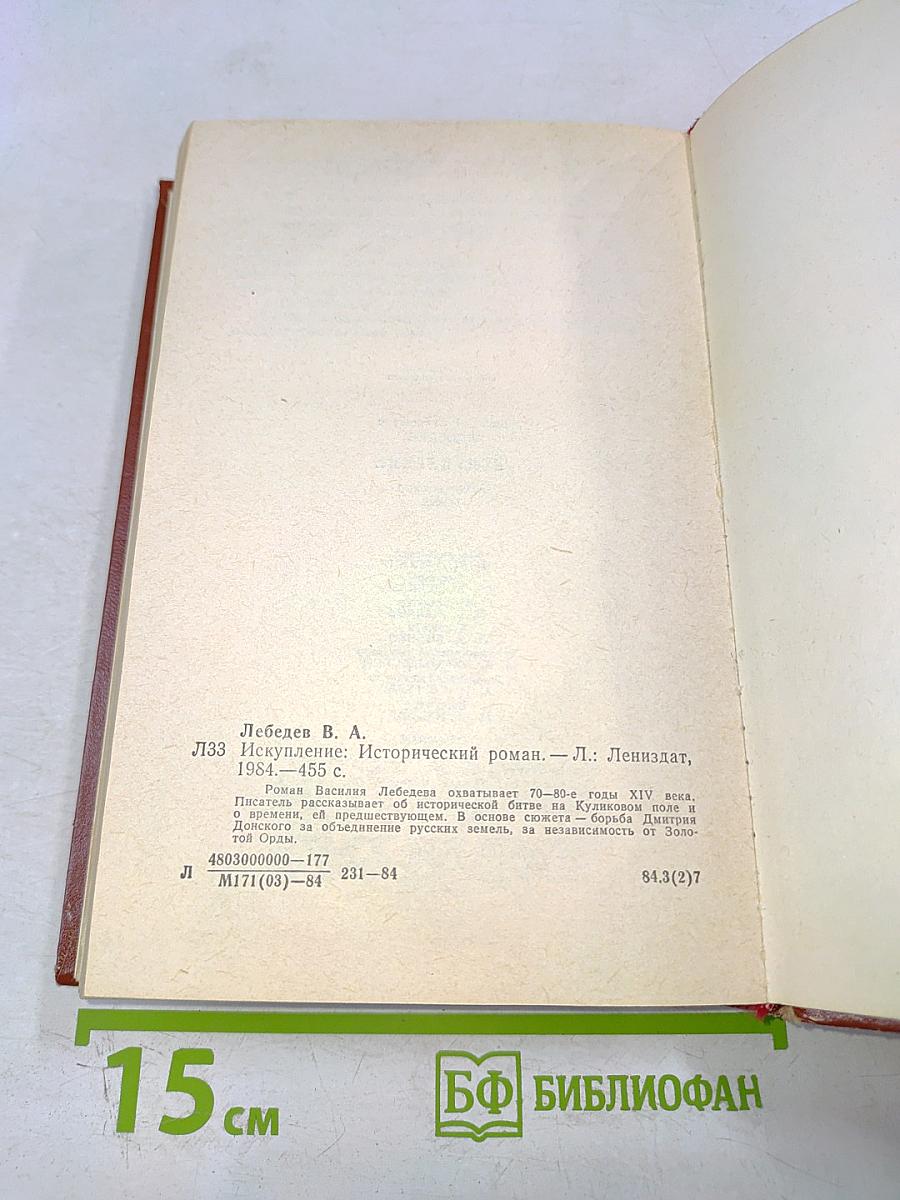 Лебедев В. А.
Л33 Искупление: Исторический роман. — Л.: Лениздат,
1984.—455 с.
Роман Василия Лебедева охватывает 70—80-е годы XIV века.
Писатель рассказывает об исторической битве на Куликовом поле и
о времени, ей предшествующем. В основе сюжета — борьба Дмитрия
Донского за объединение русских земель, за независимость от Золо-
той Орды.
Л 4803000000—177
М171(03)—84 231—84 84.3(2)7
15 см БФ БИБЛИОФАН